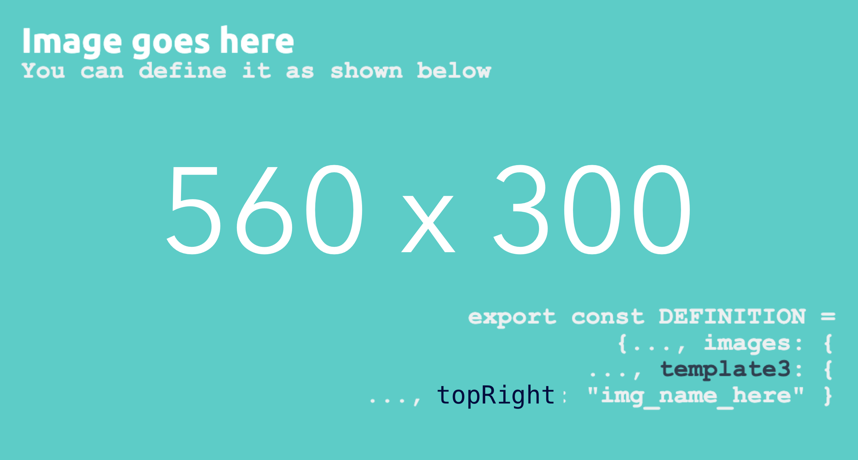 Image goes here
You can define it as shown below
560 x 300
export const DEFINITION =
{..., images: {
..., template3: {
..., topRight: "img_name_here" }